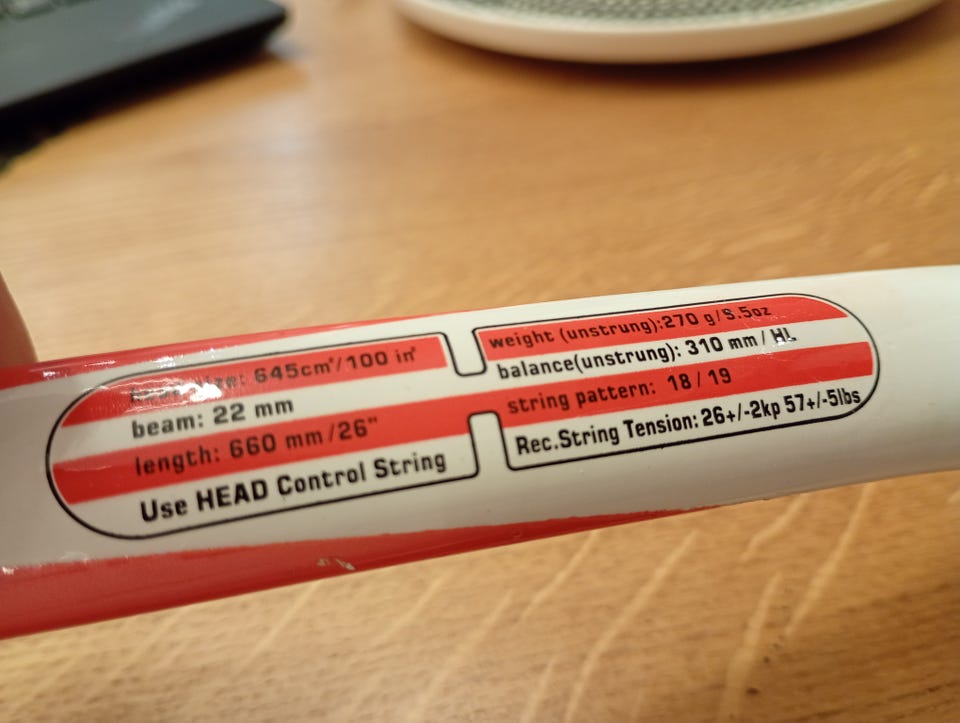 645cm²/100 in²
beam: 22 mm
length: 660 mm/26"
Use HEAD Control String
weight (unstrung):270 g/S.5oz
balance(unstrung): 310 mm / HL
string pattern: 18 / 19
Rec.String Tension: 26+/-2kp 57+/-5lbs